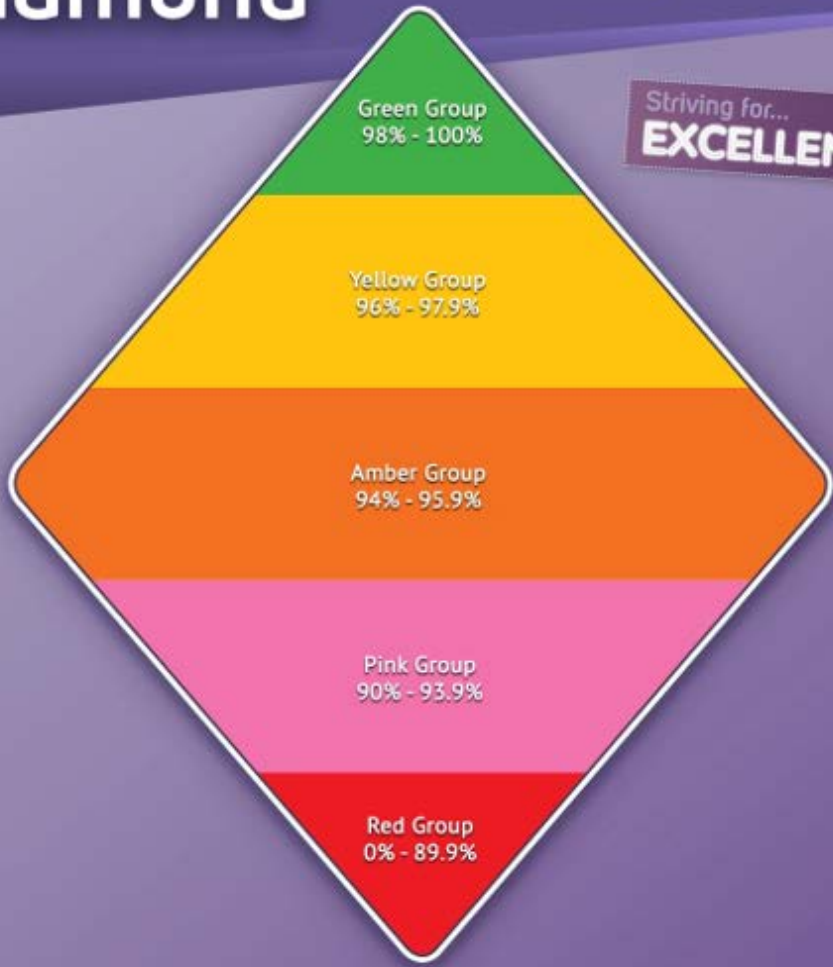 Striving for...
Green Group
98% - 100%
Yellow Group
96% - 97.9%
Amber Group
94% - 95.9%
Pink Group
90% - 93.9%
Red Group
0% - 89.9%